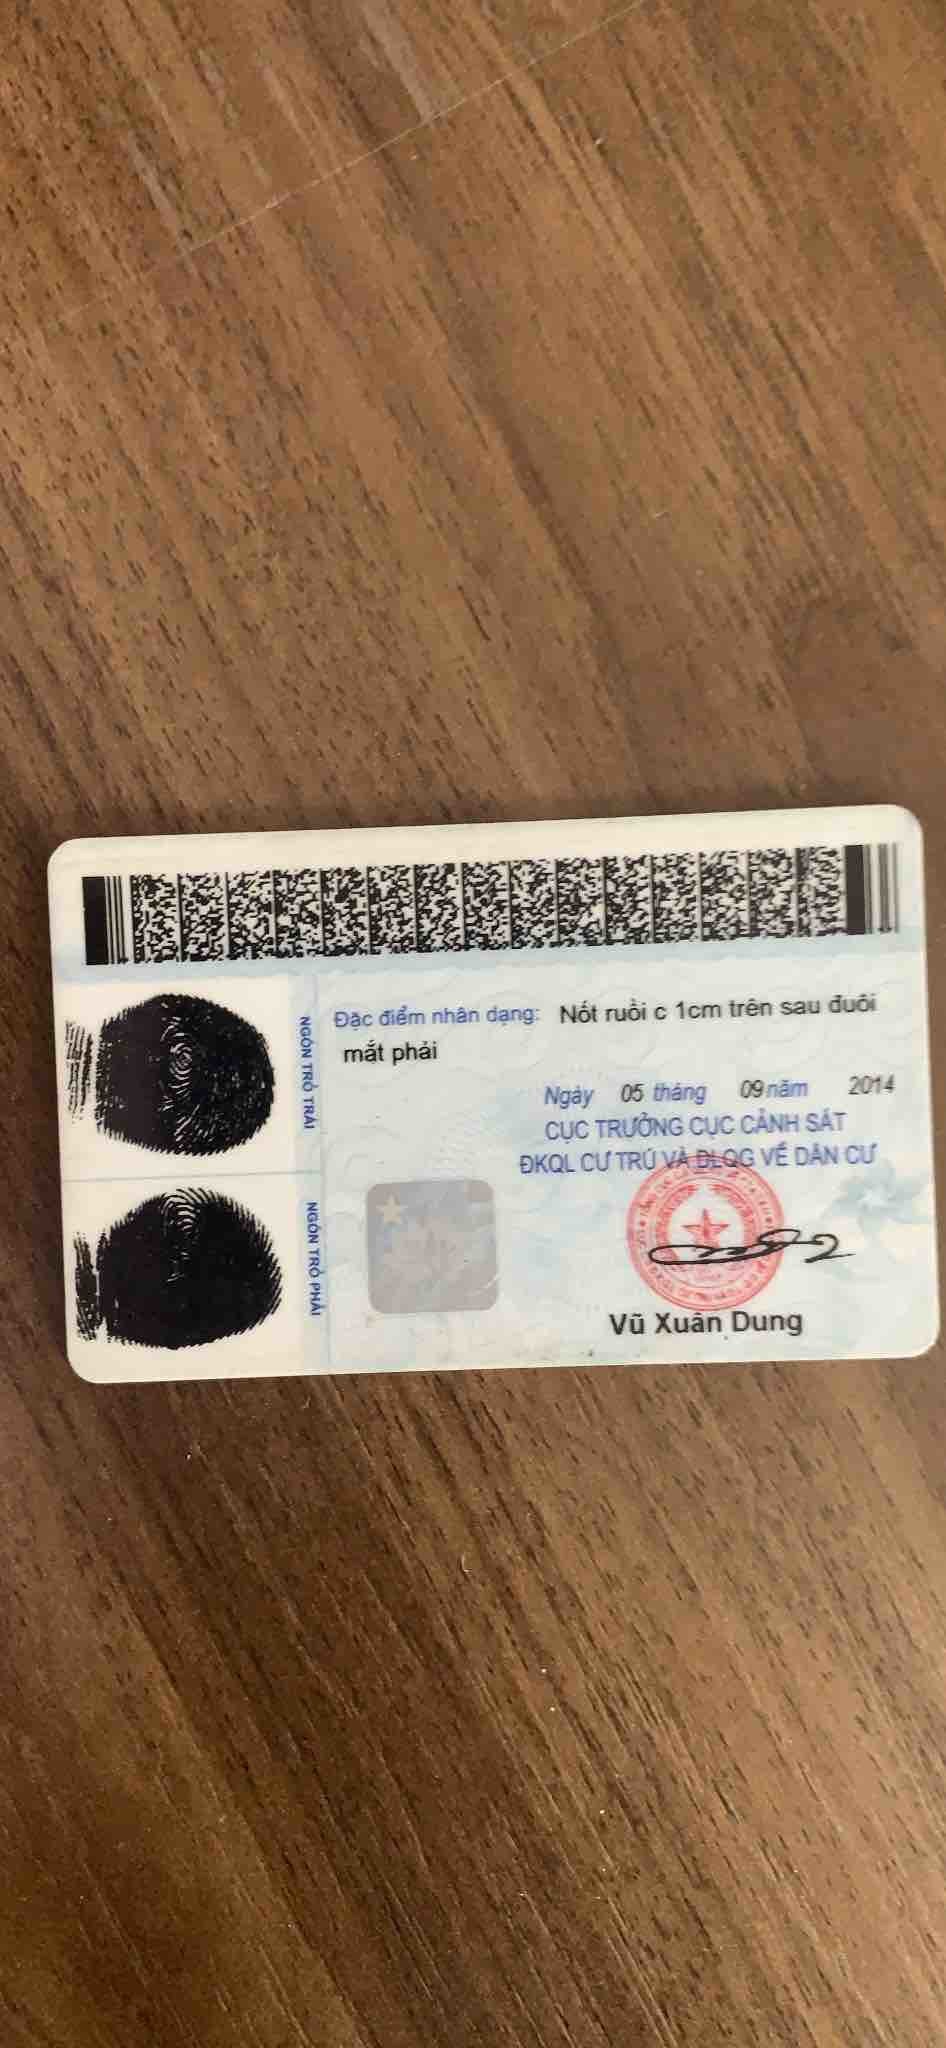 Đặc điểm nhân dạng: Nốt ruồi c 1cm trên sau đuôi
mắt phải
Ngày 05 tháng 09 năm 2014
CỤC TRƯỞNG CỤC CẢNH SÁT
ĐKQL CƯ TRÚ VÀ DLQG VỀ DÂN CƯ
Vũ Xuân Dung
NGÓN TRỎ TRÁI
NGÓN TRỎ PHẢI